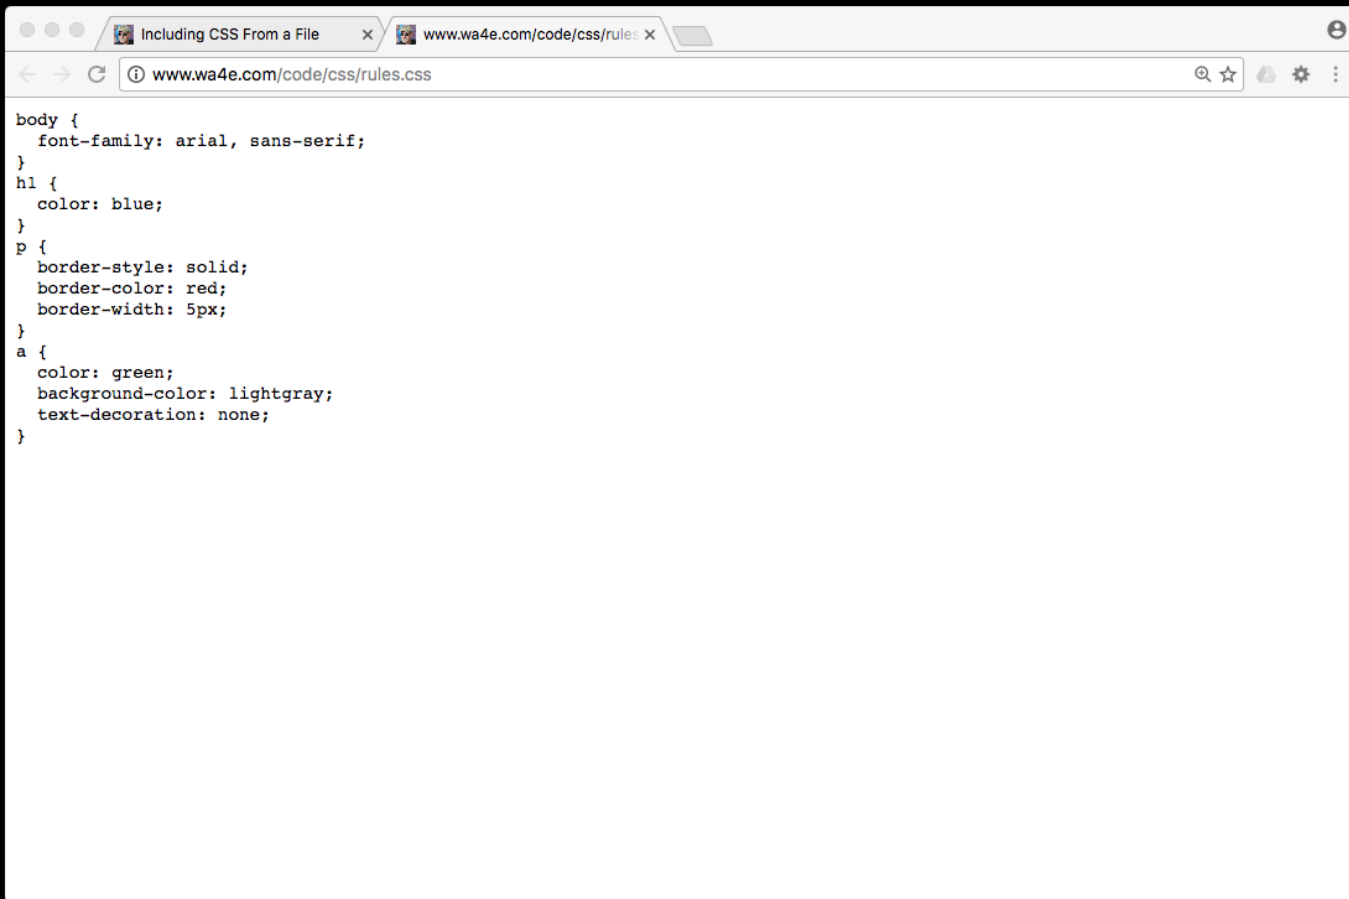 Including CSS From a File
www.wa4e.com/code/css/rules
www.wa4e.com/code/css/rules.css
body {
  font-family: arial, sans-serif;
}
h1 {
  color: blue;
}
p {
  border-style: solid;
  border-color: red;
  border-width: 5px;
}
a {
  color: green;
  background-color: lightgray;
  text-decoration: none;
}